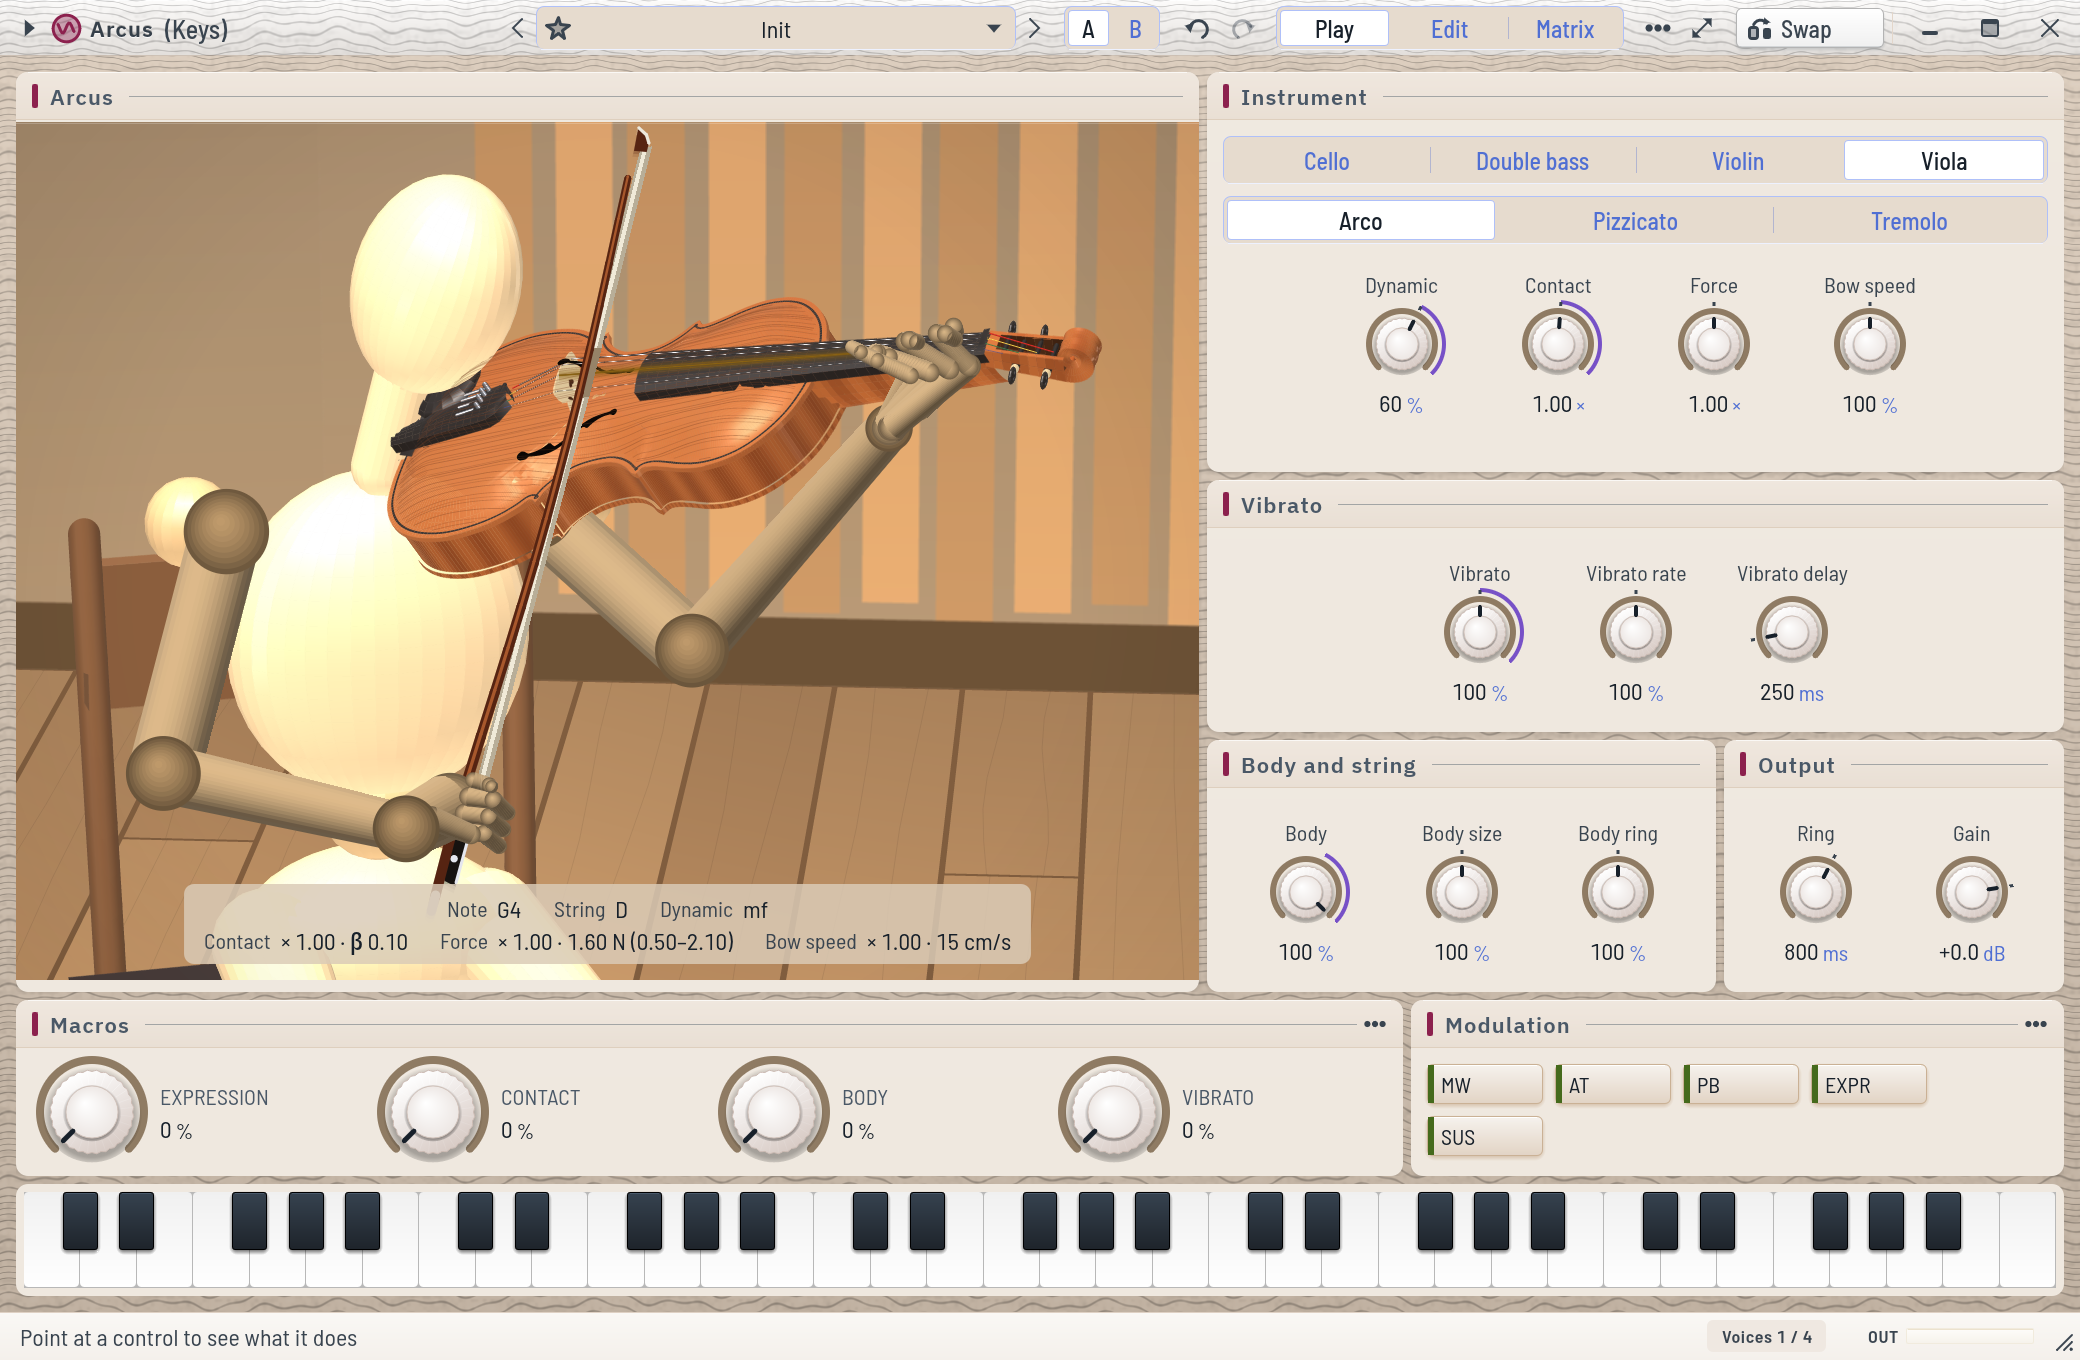 Arcus (Keys)
Init
A B
Play Edit Matrix
Swap
Arcus
Instrument
Cello Double bass Violin Viola
Arco Pizzicato Tremolo
Dynamic Contact Force Bow speed
60 % 1.00 × 1.00 × 100 %
Vibrato
Vibrato Vibrato rate Vibrato delay
100 % 100 % 250 ms
Body and string
Body Body size Body ring
100 % 100 % 100 %
Output
Ring Gain
800 ms +0.0 dB
Note G4 String D Dynamic mf
Contact × 1.00 · β 0.10 Force × 1.00 · 1.60 N (0.50–2.10) Bow speed × 1.00 · 15 cm/s
Macros
EXPRESSION
0 %
CONTACT
0 %
BODY
0 %
VIBRATO
0 %
Modulation
MW AT PB EXPR
SUS
Point at a control to see what it does
Voices 1 / 4 OUT